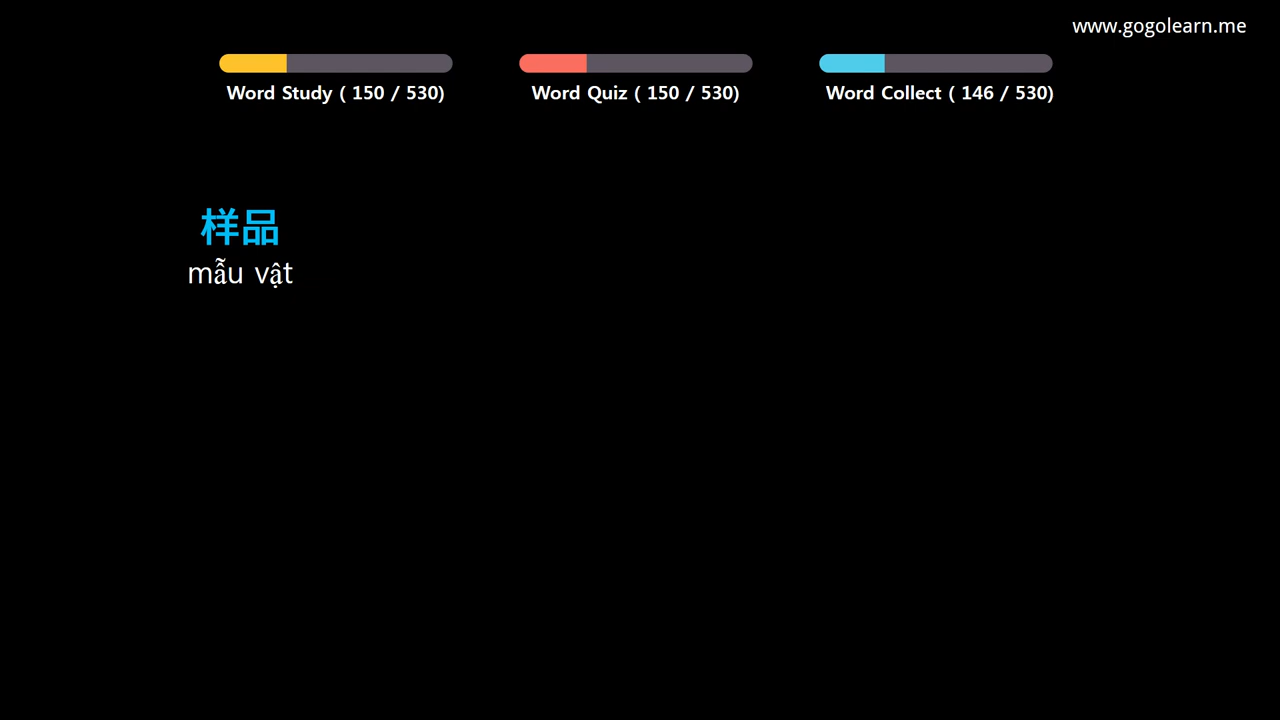 www.gogolearn.me
Word Study ( 150 / 530)
Word Quiz ( 150 / 530)
Word Collect ( 146 / 530)
样品
mẫu vật